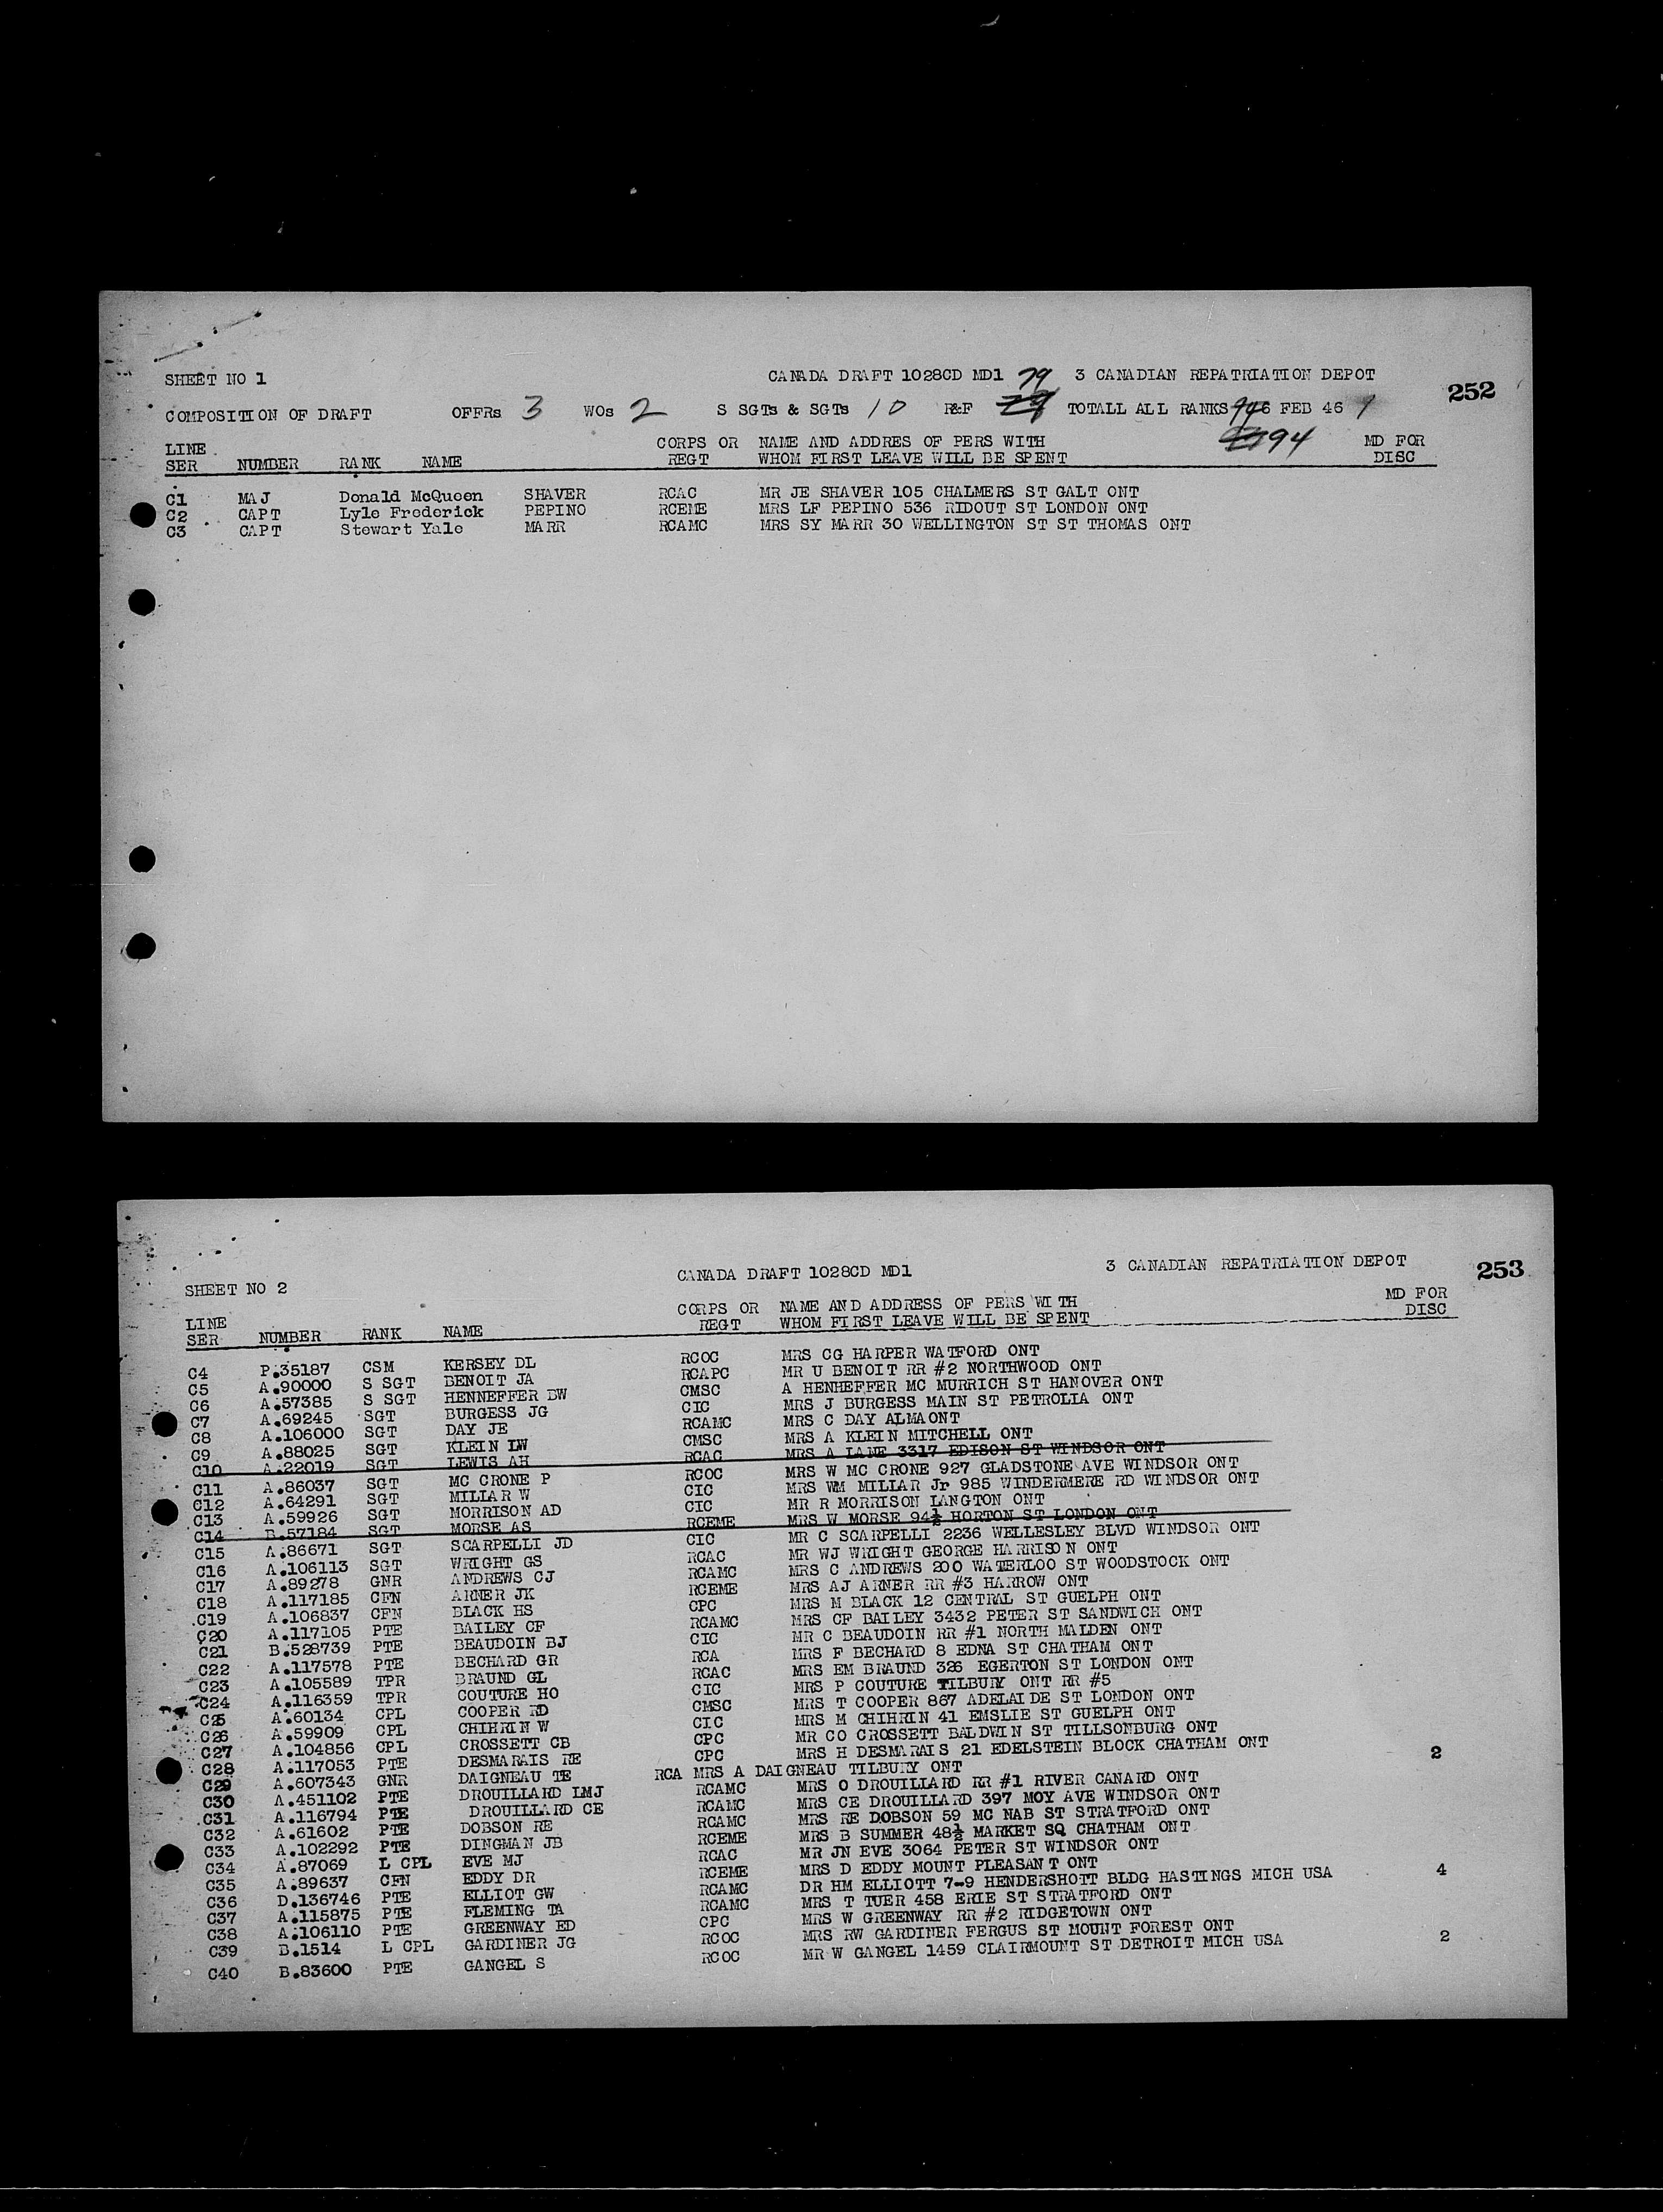 SHEET NO 1 CANADA DRAFT 1028CD MD1 79 3 CANADIAN REPATRIATION DEPOT 252
COMPOSITION OF DRAFT OFFRs 3 WOs 2 S SGTs & SGTs 10 R&F TOTALL ALL RANKS FEB 46
94
LINE CORPS OR NAME AND ADDRES OF PERS WITH MD FOR
SER NUMBER RANK NAME REGT WHOM FIRST LEAVE WILL BE SPENT DISC
C1 MAJ Donald McQueen SHAVER RCAC MR JE SHAVER 105 CHALMERS ST GALT ONT
C2 CAPT Lyle Frederick PEPINO RCEME MRS LF PEPINO 536 RIDOUT ST LONDON ONT
C3 CAPT Stewart Yale MARR RCAMC MRS SY MARR 30 WELLINGTON ST ST THOMAS ONT
SHEET NO 2 CANADA DRAFT 1028CD MD1 3 CANADIAN REPATRIATION DEPOT 253
LINE CORPS OR NAME AND ADDRESS OF PERS WITH MD FOR
SER NUMBER RANK NAME REGT WHOM FIRST LEAVE WILL BE SPENT DISC
C4 P.35187 CSM KERSEY DL RCOC MRS CG HARPER WATFORD ONT
C5 A.90000 S SGT BENOIT JA RCAPC MR U BENOIT RR #2 NORTHWOOD ONT
C6 A.57385 S SGT HENNEFFER DW CMSC A HENHEFFER MC MURRICH ST HANOVER ONT
C7 A.69245 SGT BURGESS JG CIC MRS J BURGESS MAIN ST PETROLIA ONT
C8 A.106000 SGT DAY JE RCAMC MRS C DAY ALMA ONT
C9 A.88025 SGT KLEIN LW CMSC MRS A KLEIN MITCHELL ONT
C10 A.22019 SGT LEWIS AH RCAC MRS A LANE 3317 EDISON ST WINDSOR ONT
C11 A.86037 SGT MC CRONE P RCOC MRS W MC CRONE 927 GLADSTONE AVE WINDSOR ONT
C12 A.64291 SGT MILLAR W CIC MRS WM MILLAR Jr 985 WINDERMERE RD WINDSOR ONT
C13 A.59926 SGT MORRISON AD CIC MR R MORRISON LANGTON ONT
C14 B.57184 SGT MORSE AS RCEME MRS W MORSE 94½ HORTON ST LONDON ONT
C15 A.86671 SGT SCARPELLI JD CIC MR C SCARPELLI 2236 WELLESLEY BLVD WINDSOR ONT
C16 A.106113 SGT WRIGHT GS RCAC MR WJ WRIGHT GEORGE HARRISON ONT
C17 A.89278 GNR ANDREWS CJ RCAMC MRS C ANDREWS 200 WATERLOO ST WOODSTOCK ONT
C18 A.117185 CFN ARNER JK RCEME MRS AJ ARNER RR #3 HARROW ONT
C19 A.106837 CFN BLACK HS CPC MRS M BLACK 12 CENTRAL ST GUELPH ONT
C20 A.117105 PTE BAILEY CF RCAMC MRS CF BAILEY 3432 PETER ST SANDWICH ONT
C21 B.528739 PTE BEAUDOIN BJ CIC MR C BEAUDOIN RR #1 NORTH MALDEN ONT
C22 A.117578 PTE BECHARD GR RCA MRS F BECHARD 8 EDNA ST CHATHAM ONT
C23 A.105589 TPR BRAUND GL RCAC MRS EM BRAUND 326 EGERTON ST LONDON ONT
C24 A.116359 TPR COUTURE HO CIC MRS P COUTURE TILBURY ONT RR #5
C25 A.60134 CPL COOPER RD CMSC MRS T COOPER 867 ADELAIDE ST LONDON ONT
C26 A.59909 CPL CHIHRIN W CIC MRS M CHIHRIN 41 EMSLIE ST GUELPH ONT
C27 A.104856 CPL CROSSETT CB CPC MR CO CROSSETT BALDWIN ST TILLSONBURG ONT
C28 A.117053 PTE DESMARAIS RE CPC MRS H DESMARAIS 21 EDELSTEIN BLOCK CHATHAM ONT 2
C29 A.607343 GNR DAIGNEAU TE RCA MRS A DAIGNEAU TILBURY ONT
C30 A.451102 PTE DROUILLARD LMJ RCAMC MRS O DROUILLARD RR #1 RIVER CANARD ONT
C31 A.116794 PTE DROUILLARD CE RCAMC MRS CE DROUILLARD 397 MOY AVE WINDSOR ONT
C32 A.61602 PTE DOBSON RE RCAMC MRS RE DOBSON 59 MC NAB ST STRATFORD ONT
C33 A.102292 PTE DINGMAN JB RCEME MRS B SUMMER 48½ MARKET SQ CHATHAM ONT
C34 A.87069 L CPL EVE MJ RCAC MR JN EVE 3064 PETER ST WINDSOR ONT
C35 A.89637 CFN EDDY DR RCEME MRS D EDDY MOUNT PLEASANT ONT
C36 D.136746 PTE ELLIOT GW RCAMC DR HM ELLIOTT 7-9 HENDERSHOTT BLDG HASTINGS MICH USA 4
C37 A.115875 PTE FLEMING TA RCAMC MRS T TUER 458 ERIE ST STRATFORD ONT
C38 A.106110 PTE GREENWAY ED CPC MRS W GREENWAY RR #2 RIDGETOWN ONT
C39 B.1514 L CPL GARDINER JG RCOC MRS RW GARDINER FERGUS ST MOUNT FOREST ONT
C40 B.83600 PTE GANGEL S RCOC MR W GANGEL 1459 CLAIRMOUNT ST DETROIT MICH USA 2